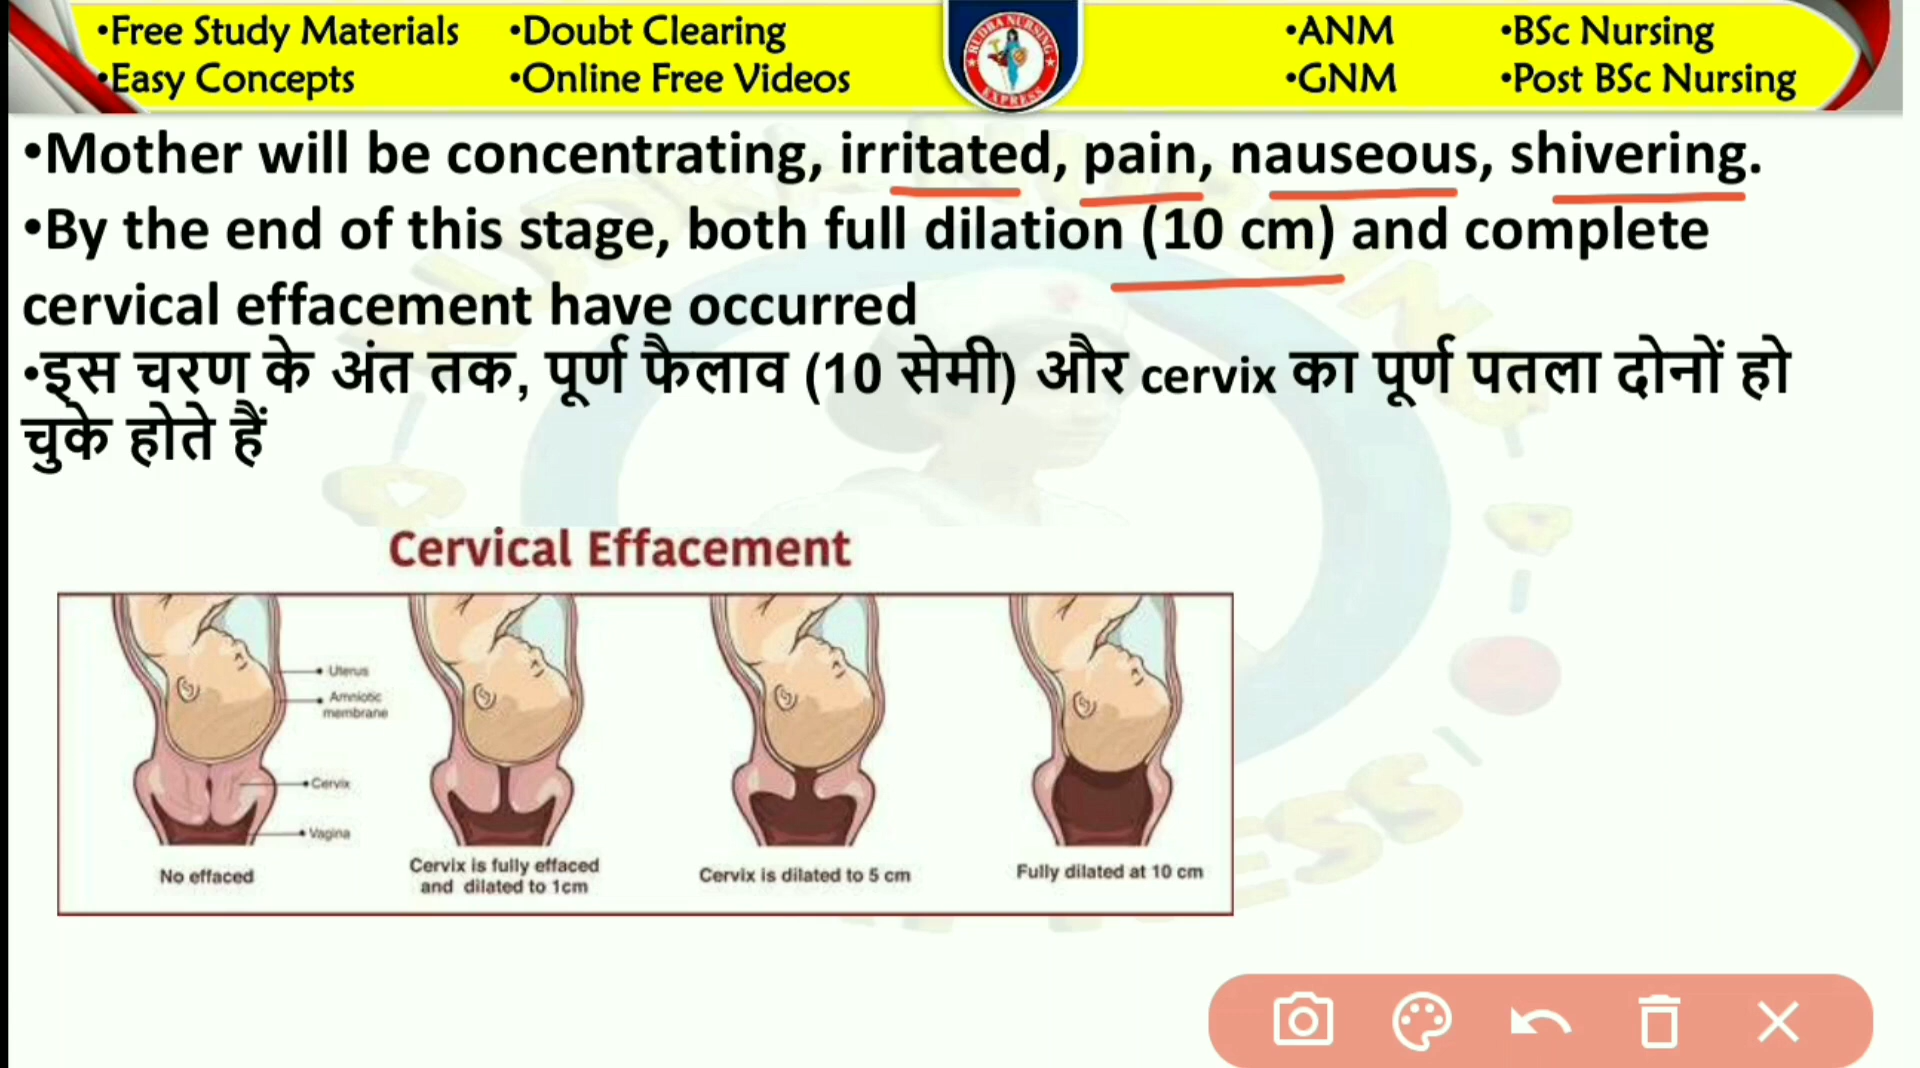 •Free Study Materials
•Easy Concepts
•Doubt Clearing
•Online Free Videos
RUDRA NURSING
EXPRESS
•ANM
•GNM
•BSc Nursing
•Post BSc Nursing
•Mother will be concentrating, irritated, pain, nauseous, shivering.
•By the end of this stage, both full dilation (10 cm) and complete
cervical effacement have occurred
•इस चरण के अंत तक, पूर्ण फैलाव (10 सेमी) और cervix का पूर्ण पतला दोनों हो
चुके होते हैं
Cervical Effacement
Uterus
Amniotic
membrane
Cervix
Vagina
No effaced
Cervix is fully effaced
and dilated to 1cm
Cervix is dilated to 5 cm
Fully dilated at 10 cm